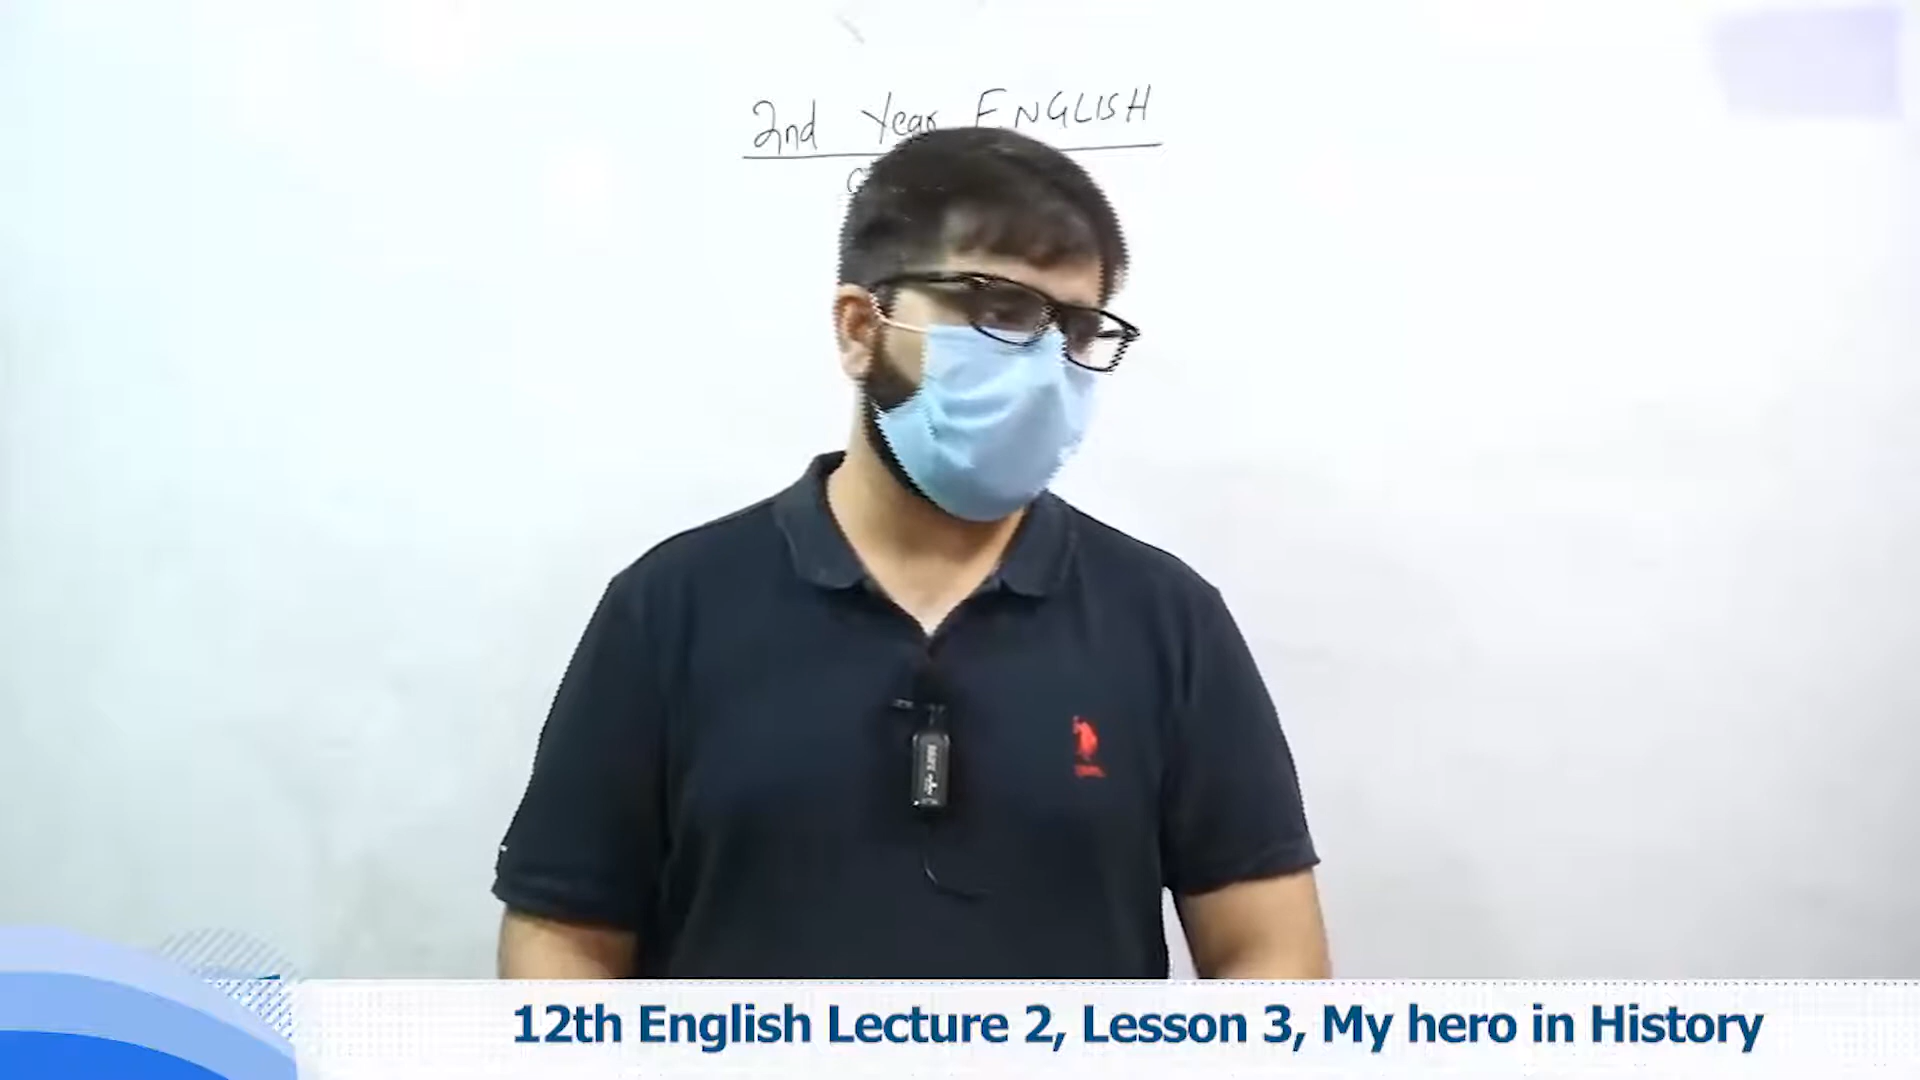 2nd Year ENGLISH
12th English Lecture 2, Lesson 3, My hero in History